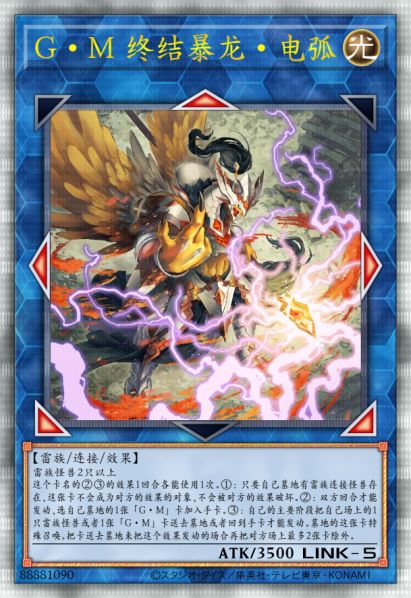 G・M 终结暴龙・电弧
光
【雷族/连接/效果】
雷族怪兽2只以上
这个卡名的②③的效果1回合各能使用1次。①：只要自己墓地有雷族连接怪兽存
在，这张卡不会成为对方的效果的对象，不会被对方的效果破坏。②：双方回合才能
发动，选自己墓地的1张「G・M」卡加入手卡。③：自己的主要阶段把自己场上的1
只雷族怪兽或者1张「G・M」卡送去墓地或者回到手卡才能发动。墓地的这张卡特
殊召唤。把卡送去墓地来把这个效果发动的场合再把对方场上最多2张卡除外。
ATK/3500 LINK-5
88881090
©スタジオ・ダイス／集英社・テレビ東京・KONAMI